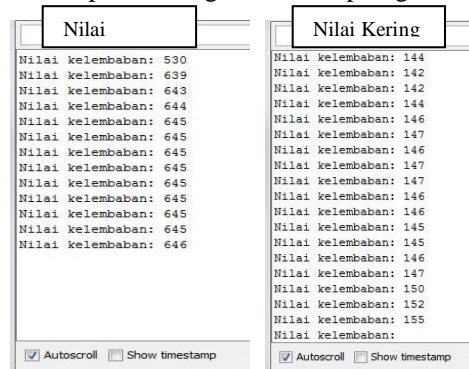 Nilai
Nilai kelembaban: 530
Nilai kelembaban: 639
Nilai kelembaban: 643
Nilai kelembaban: 644
Nilai kelembaban: 645
Nilai kelembaban: 645
Nilai kelembaban: 645
Nilai kelembaban: 645
Nilai kelembaban: 645
Nilai kelembaban: 645
Nilai kelembaban: 645
Nilai kelembaban: 646
Autoscroll Show timestamp
Nilai Kering
Nilai kelembaban: 144
Nilai kelembaban: 142
Nilai kelembaban: 142
Nilai kelembaban: 144
Nilai kelembaban: 146
Nilai kelembaban: 147
Nilai kelembaban: 146
Nilai kelembaban: 147
Nilai kelembaban: 147
Nilai kelembaban: 146
Nilai kelembaban: 146
Nilai kelembaban: 145
Nilai kelembaban: 145
Nilai kelembaban: 146
Nilai kelembaban: 147
Nilai kelembaban: 150
Nilai kelembaban: 152
Nilai kelembaban: 155
Nilai kelembaban:
Autoscroll Show timestamp